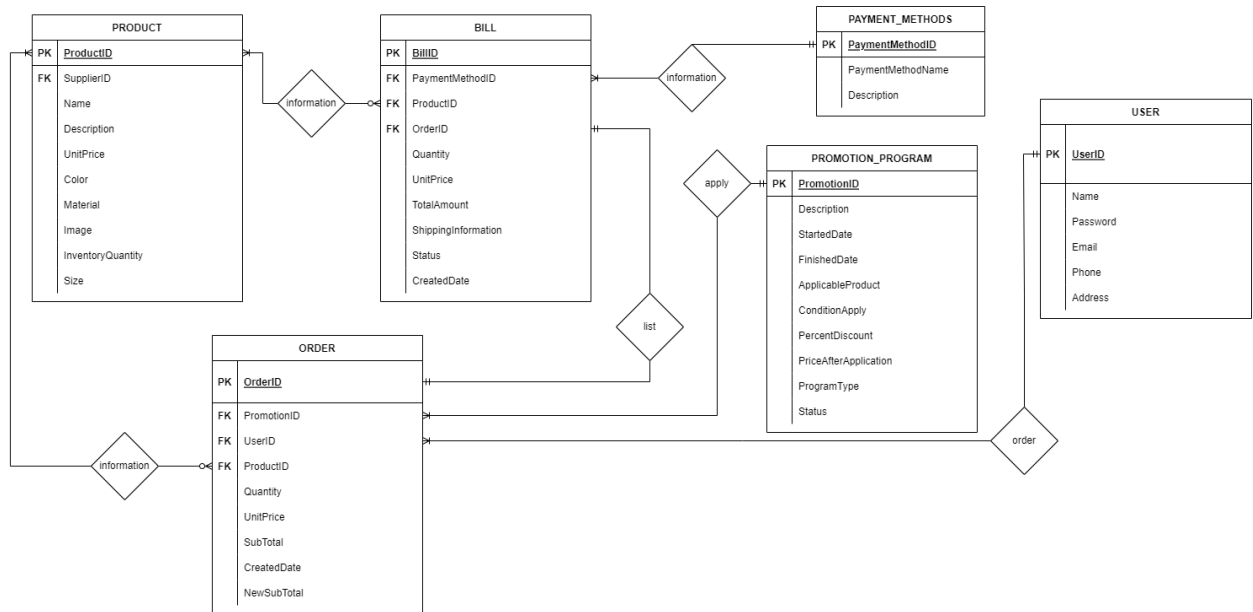 PRODUCT
PK ProductID
FK SupplierID
Name
Description
UnitPrice
Color
Material
Image
InventoryQuantity
Size
information
BILL
PK BillID
FK PaymentMethodID
FK ProductID
FK OrderID
Quantity
UnitPrice
TotalAmount
ShippingInformation
Status
CreatedDate
information
PAYMENT_METHODS
PK PaymentMethodID
PaymentMethodName
Description
apply
PROMOTION_PROGRAM
PK PromotionID
Description
StartedDate
FinishedDate
ApplicableProduct
ConditionApply
PercentDiscount
PriceAfterApplication
ProgramType
Status
USER
PK UserID
Name
Password
Email
Phone
Address
list
order
information
ORDER
PK OrderID
FK PromotionID
FK UserID
FK ProductID
Quantity
UnitPrice
SubTotal
CreatedDate
NewSubTotal